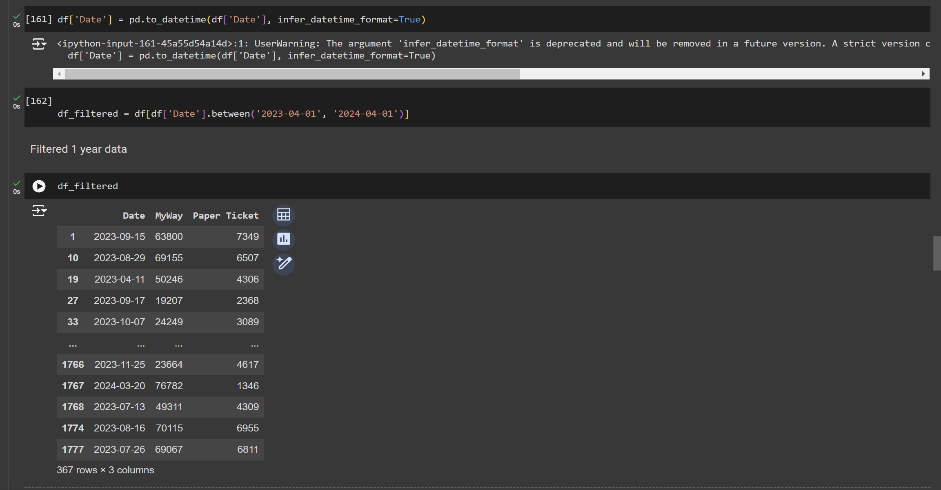 0s [161] df['Date'] = pd.to_datetime(df['Date'], infer_datetime_format=True)
<ipython-input-161-45a55d54a14d>:1: UserWarning: The argument 'infer_datetime_format' is deprecated and will be removed in a future version. A strict version c
df['Date'] = pd.to_datetime(df['Date'], infer_datetime_format=True)
0s [162]
df_filtered = df[df['Date'].between('2023-04-01', '2024-04-01')]
Filtered 1 year data
0s df_filtered
Date MyWay Paper Ticket
1 2023-09-15 63800 7349
10 2023-08-29 69155 6507
19 2023-04-11 50246 4306
27 2023-09-17 19207 2368
33 2023-10-07 24249 3089
... ... ... ...
1766 2023-11-25 23664 4617
1767 2024-03-20 76782 1346
1768 2023-07-13 49311 4309
1774 2023-08-16 70115 6955
1777 2023-07-26 69067 6811
367 rows × 3 columns